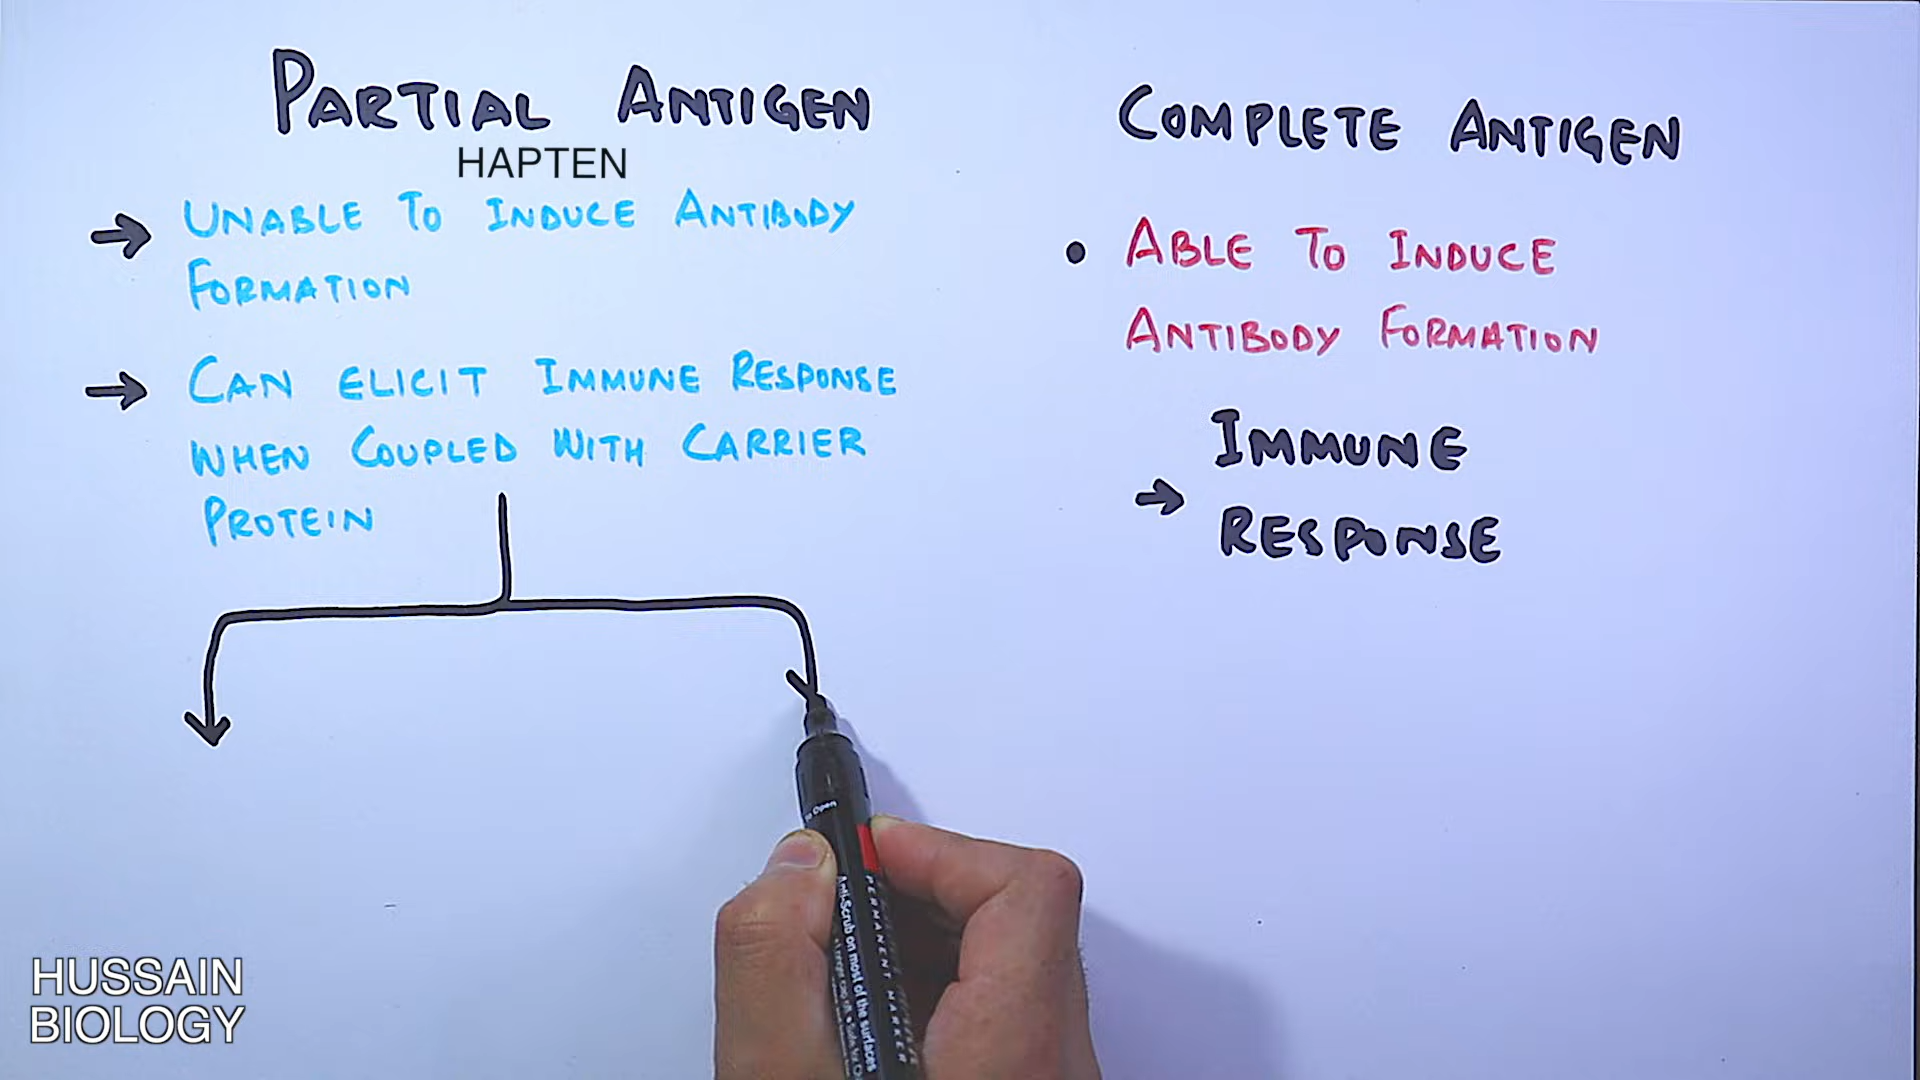 PARTIAL ANTIGEN
HAPTEN
UNABLE TO INDUCE ANTIBODY
FORMATION
CAN ELICIT IMMUNE RESPONSE
WHEN COUPLED WITH CARRIER
PROTEIN
COMPLETE ANTIGEN
ABLE TO INDUCE
ANTIBODY FORMATION
IMMUNE
RESPONSE
Open
PERMANENT MARKER
Anti-Scrub on most of the surfaces
HUSSAIN
BIOLOGY